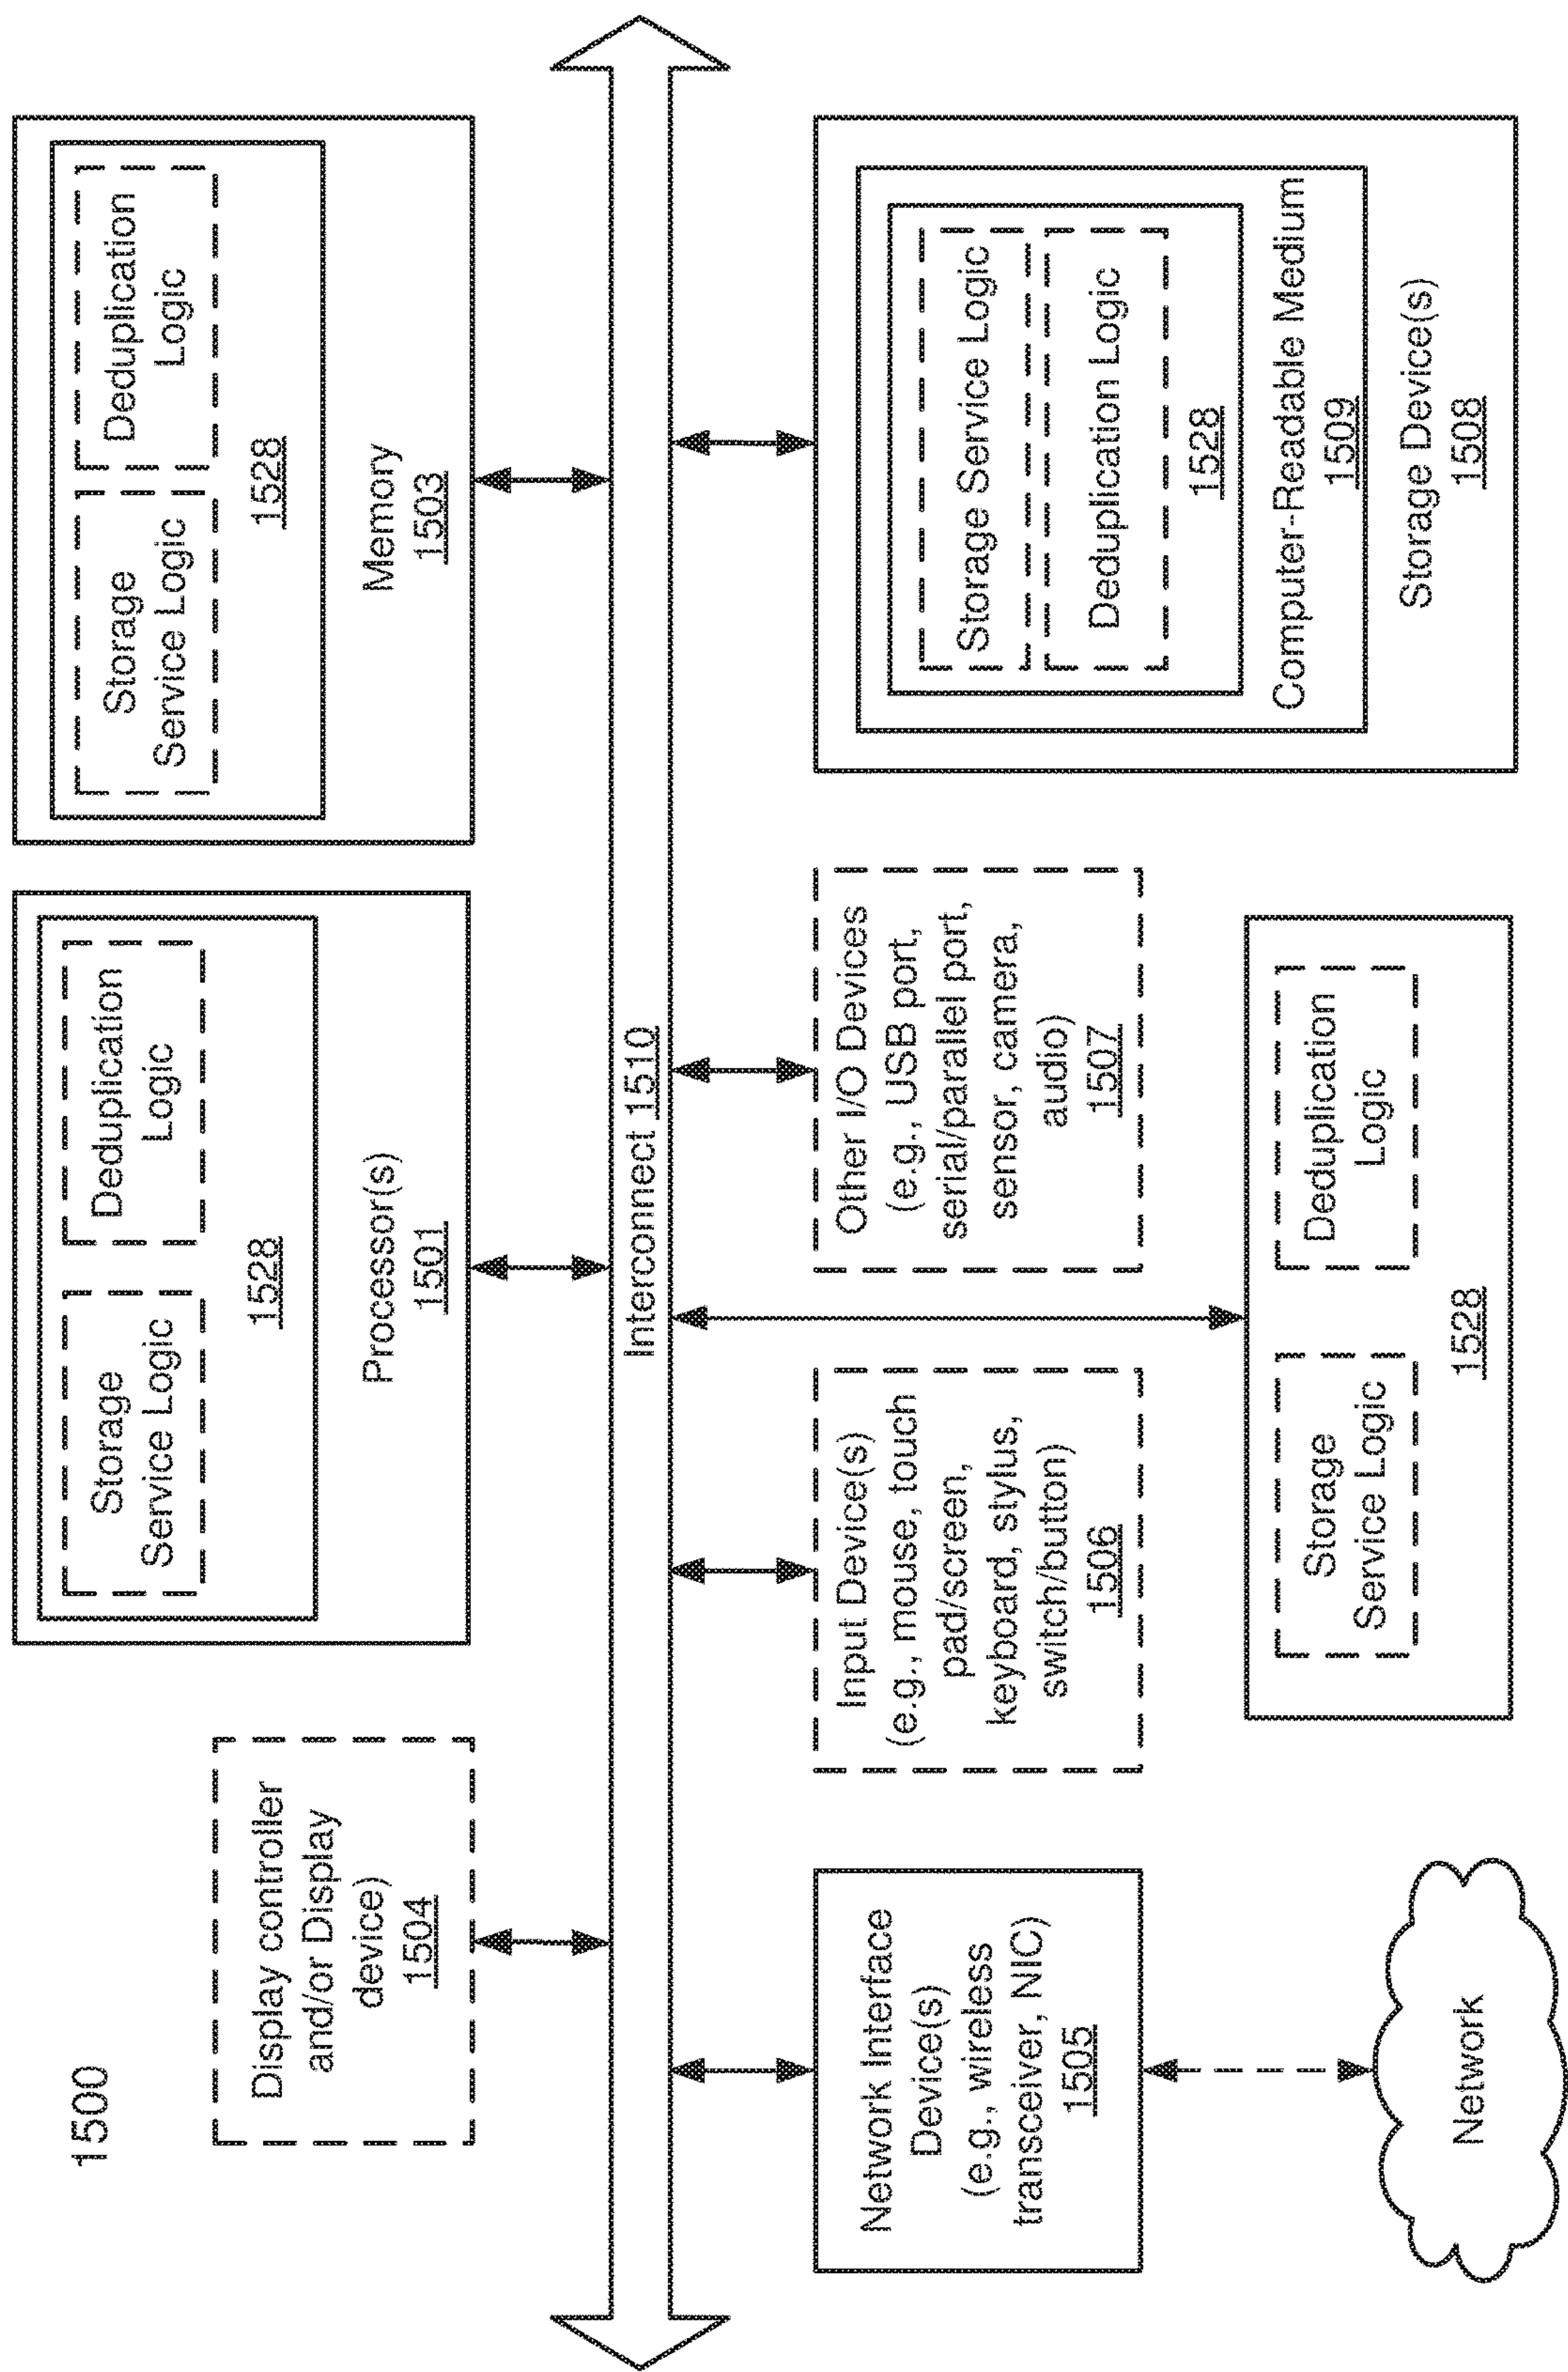 1500
Display controller
and/or Display
device)
1504
Storage
Service Logic
Deduplication
Logic
1528
Processor(s)
1501
Storage
Service Logic
Deduplication
Logic
1528
Memory
1503
Interconnect 1510
Network Interface
Device(s)
(e.g., wireless
transceiver, NIC)
1505
Input Device(s)
(e.g., mouse, touch
pad/screen,
keyboard, stylus,
switch/button)
1506
Other I/O Devices
(e.g., USB port,
serial/parallel port,
sensor, camera,
audio)
1507
Storage Service Logic
Deduplication Logic
1528
Computer-Readable Medium
1509
Storage Device(s)
1508
Storage
Service Logic
Deduplication
Logic
1528
Network